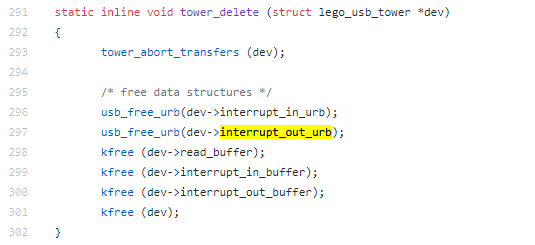 291 static inline void tower_delete (struct lego_usb_tower *dev)
292 {
293 tower_abort_transfers (dev);
294
295 /* free data structures */
296 usb_free_urb(dev->interrupt_in_urb);
297 usb_free_urb(dev->interrupt_out_urb);
298 kfree (dev->read_buffer);
299 kfree (dev->interrupt_in_buffer);
300 kfree (dev->interrupt_out_buffer);
301 kfree (dev);
302 }